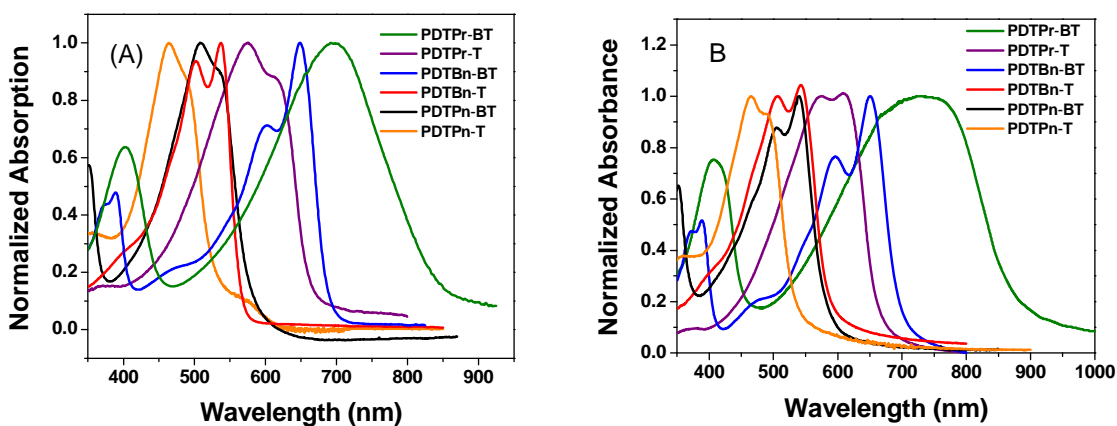 (A)
Normalized Absorption
1.0
0.8
0.6
0.4
0.2
0.0
PDTPr-BT
PDTPr-T
PDTBn-BT
PDTBn-T
PDTPn-BT
PDTPn-T
400 500 600 700 800 900
Wavelength (nm)
B
Normalized Absorbance
1.2
1.0
0.8
0.6
0.4
0.2
0.0
PDTPr-BT
PDTPr-T
PDTBn-BT
PDTBn-T
PDTPn-BT
PDTPn-T
400 500 600 700 800 900 1000
Wavelength (nm)